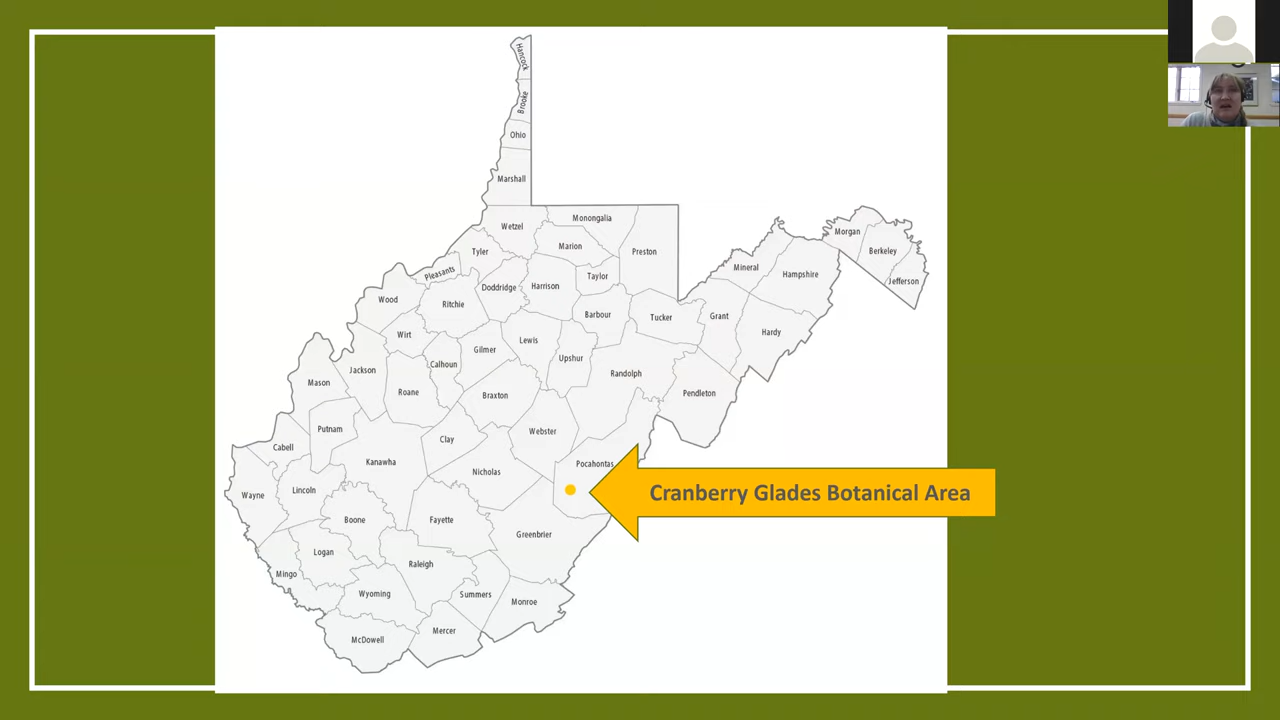 Hancock
Brooke
Ohio
Marshall
Wetzel
Monongalia
Marion
Preston
Tyler
Taylor
Pleasants
Doddridge
Harrison
Wood
Ritchie
Barbour
Tucker
Mineral
Hampshire
Morgan
Berkeley
Jefferson
Grant
Hardy
Wirt
Gilmer
Lewis
Upshur
Calhoun
Jackson
Roane
Mason
Randolph
Pendleton
Braxton
Putnam
Clay
Webster
Cabell
Kanawha
Nicholas
Pocahontas
Wayne
Lincoln
Cranberry Glades Botanical Area
Boone
Fayette
Greenbrier
Logan
Raleigh
Mingo
Wyoming
Summers
Monroe
McDowell
Mercer